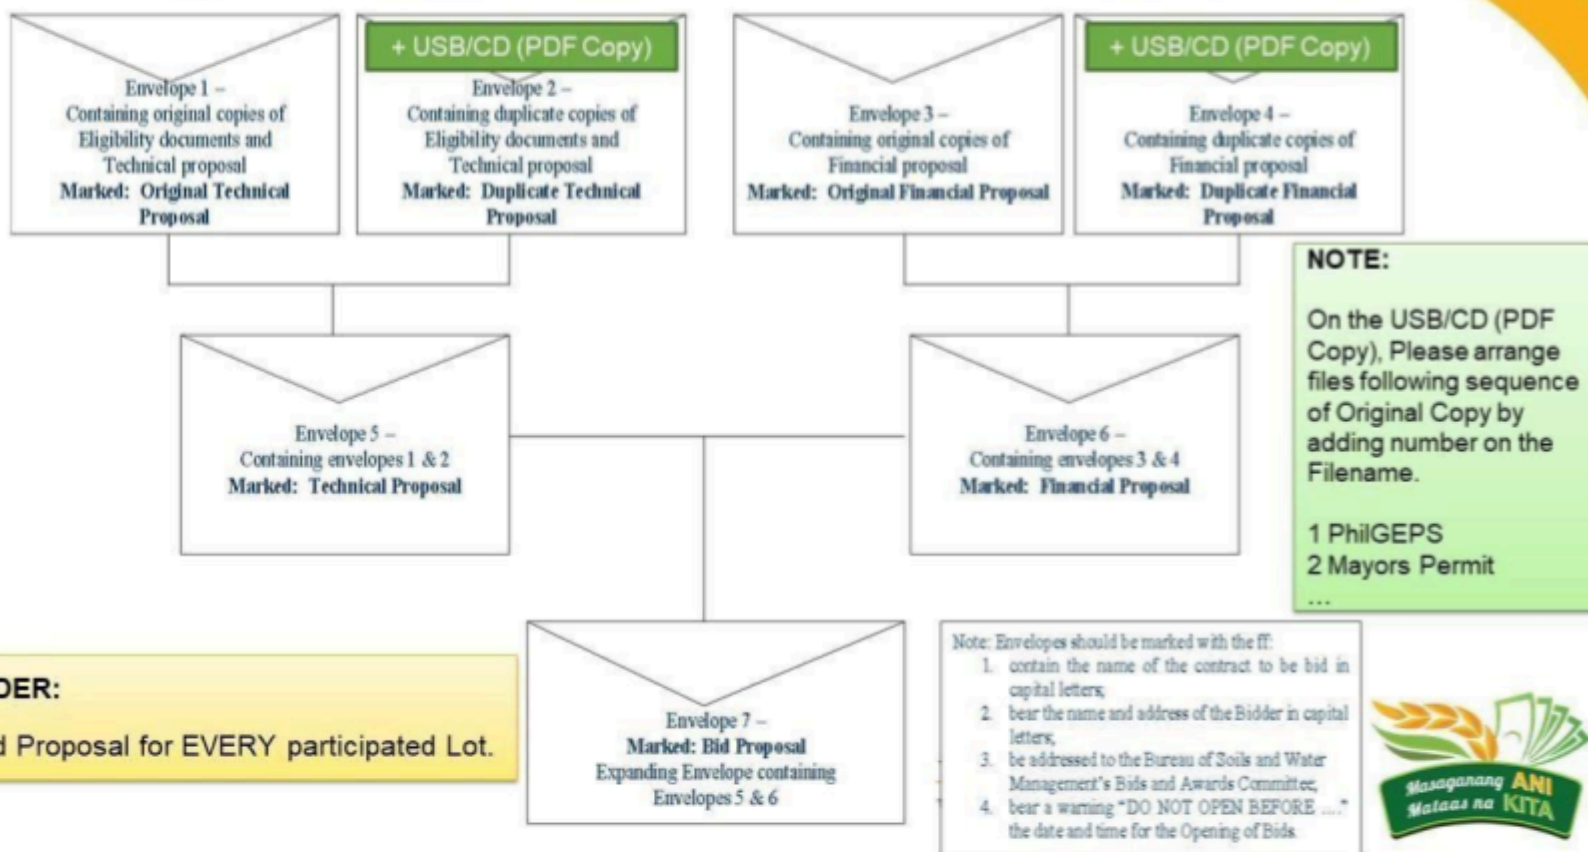 + USB/CD (PDF Copy)
+ USB/CD (PDF Copy)
Envelope 1 –
Containing original copies of
Eligibility documents and
Technical proposal
Marked: Original Technical
Proposal
Envelope 2 –
Containing duplicate copies of
Eligibility documents and
Technical proposal
Marked: Duplicate Technical
Proposal
Envelope 3 –
Containing original copies of
Financial proposal
Marked: Original Financial Proposal
Envelope 4 –
Containing duplicate copies of
Financial proposal
Marked: Duplicate Financial
Proposal
NOTE:
On the USB/CD (PDF
Copy), Please arrange
files following sequence
of Original Copy by
adding number on the
Filename.
1 PhilGEPS
2 Mayors Permit
...
Envelope 5 –
Containing envelopes 1 & 2
Marked: Technical Proposal
Envelope 6 –
Containing envelopes 3 & 4
Marked: Financial Proposal
DER:
d Proposal for EVERY participated Lot.
Envelope 7 –
Marked: Bid Proposal
Expanding Envelope containing
Envelopes 5 & 6
Note: Envelopes should be marked with the ff:
1. contain the name of the contract to be bid in
capital letters;
2. bear the name and address of the Bidder in capital
letters;
3. be addressed to the Bureau of Soils and Water
Management's Bids and Awards Committee;
4. bear a warning "DO NOT OPEN BEFORE ...."
the date and time for the Opening of Bids.
Masaganang ANI
Mataas na KITA